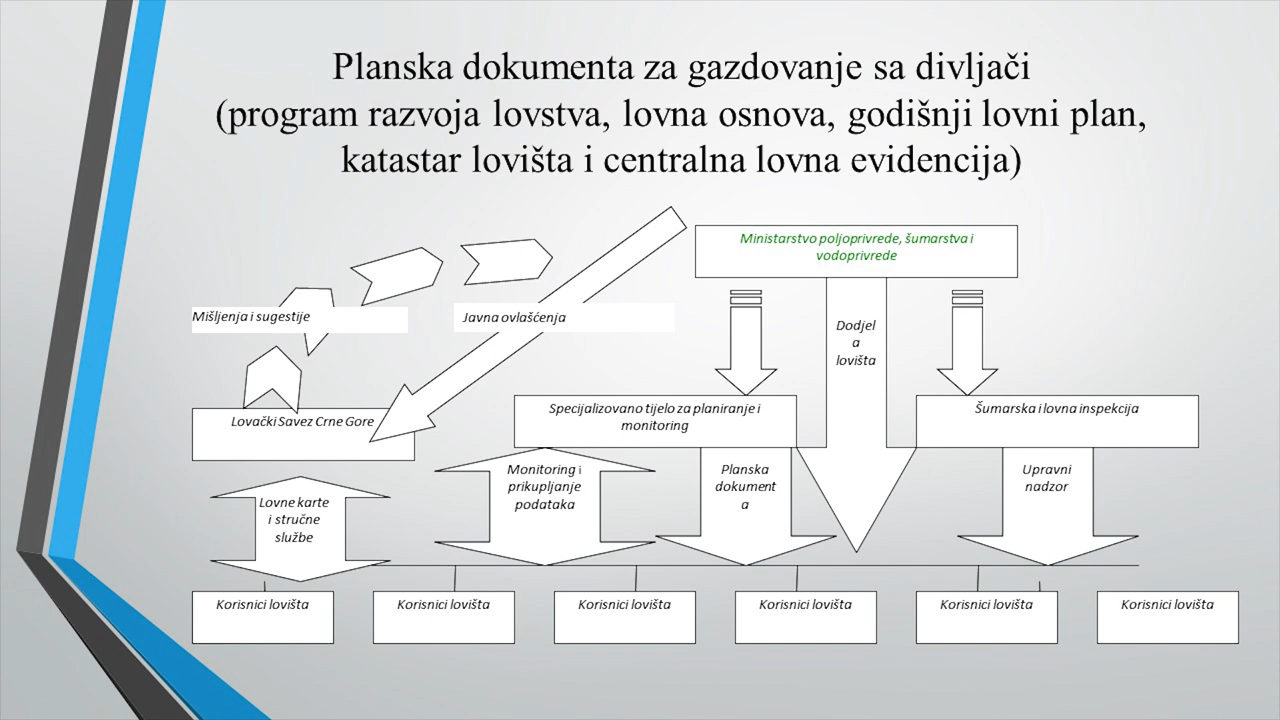 Planska dokumenta za gazdovanje sa divljači
(program razvoja lovstva, lovna osnova, godišnji lovni plan,
katastar lovišta i centralna lovna evidencija)
Ministarstvo poljoprivrede, šumarstva i
vodoprivrede
Mišljenja i sugestije
Javna ovlašćenja
Dodjel
a
lovišta
Lovački Savez Crne Gore
Specijalizovano tijelo za planiranje i
monitoring
Šumarska i lovna inspekcija
Lovne karte
i stručne
službe
Monitoring i
prikupljanje
podataka
Planska
dokument
a
Upravni
nadzor
Korisnici lovišta
Korisnici lovišta
Korisnici lovišta
Korisnici lovišta
Korisnici lovišta
Korisnici lovišta